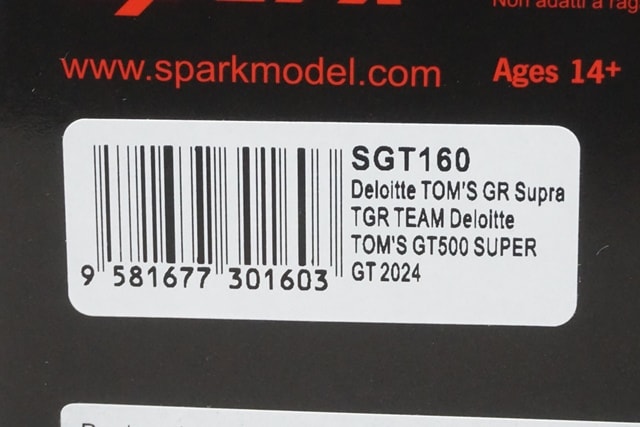 Non adatti a rag
www.sparkmodel.com
Ages 14+
SGT160
Deloitte TOM'S GR Supra
TGR TEAM Deloitte
TOM'S GT500 SUPER
GT 2024
9 581677 301603